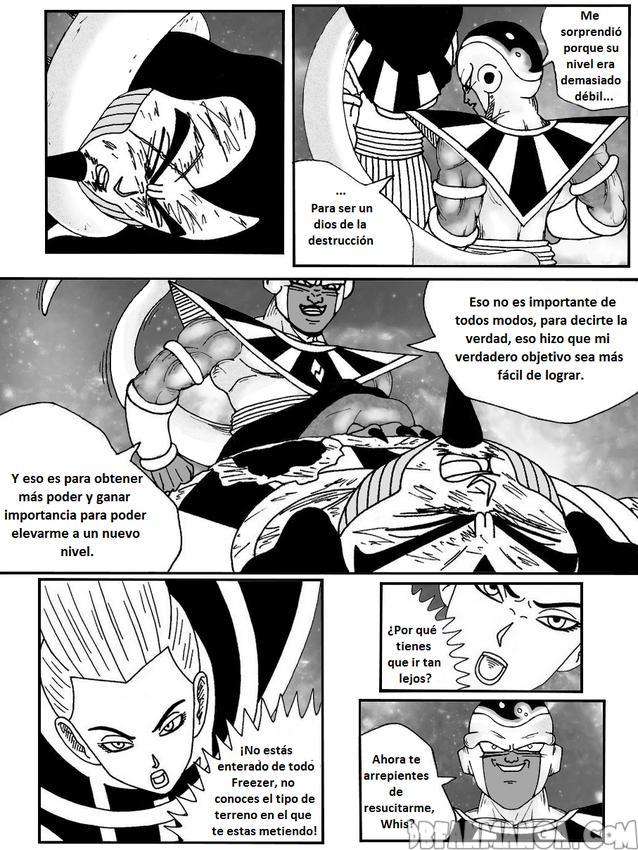 Me
sorprendió
porque su
nivel era
demasiado
débil...
...
Para ser un
dios de la
destrucción
Eso no es importante de
todos modos, para decirte la
verdad, eso hizo que mi
verdadero objetivo sea más
fácil de lograr.
Y eso es para obtener
más poder y ganar
importancia para poder
elevarme a un nuevo
nivel.
¡No estás
enterado de todó
Freezer, no
conoces el tipo de
terreno en el que
te estas metiendo!
¿Por qué
tienes
que ir tan
lejos?
Ahora te
arrepientes
de
resucitarme,
Whis?
DBFANMANGA.COM